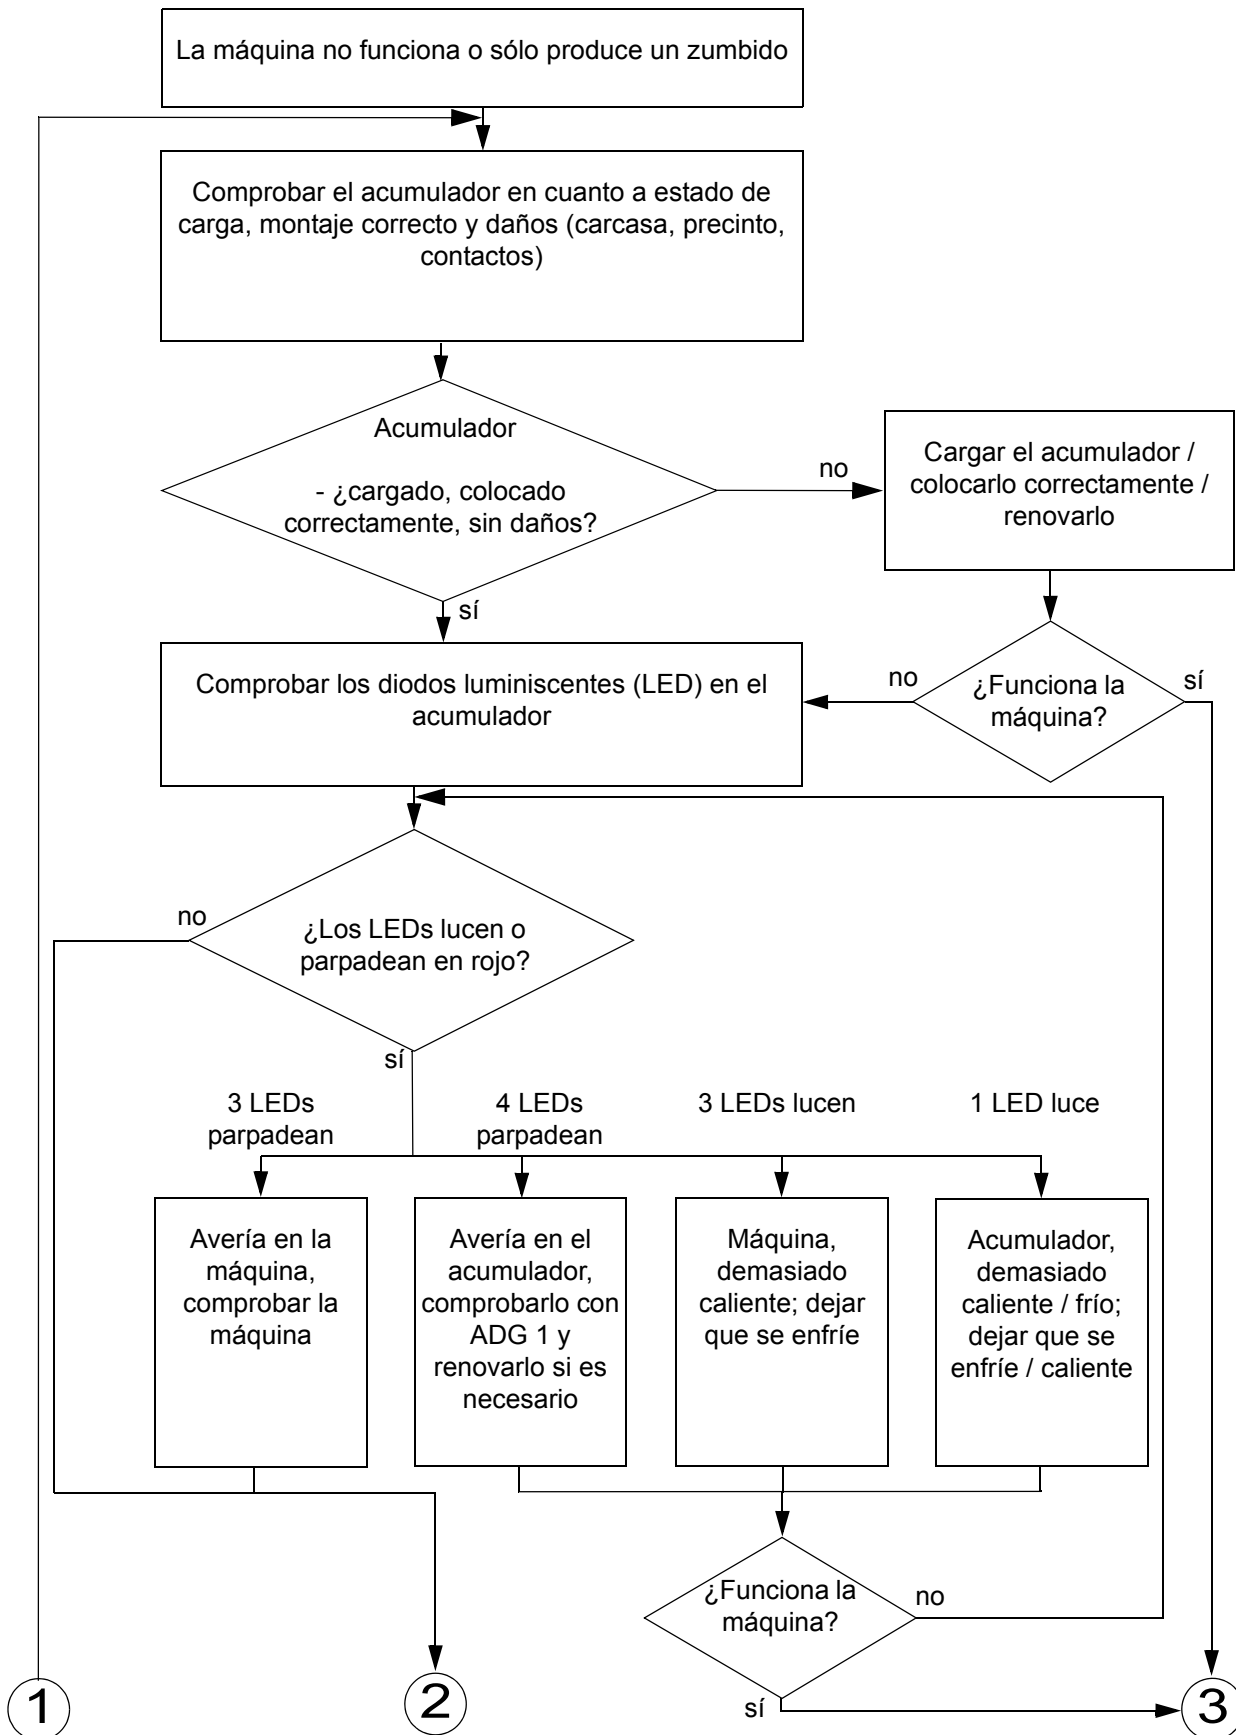 La máquina no funciona o sólo produce un zumbido
Comprobar el acumulador en cuanto a estado de
carga, montaje correcto y daños (carcasa, precinto,
contactos)
Acumulador
- ¿cargado, colocado
correctamente, sin daños?
no
Cargar el acumulador /
colocarlo correctamente /
renovarlo
sí
Comprobar los diodos luminiscentes (LED) en el
acumulador
no
¿Funciona la
máquina?
sí
no
¿Los LEDs lucen o
parpadean en rojo?
sí
3 LEDs
parpadean
4 LEDs
parpadean
3 LEDs lucen
1 LED luce
Avería en la
máquina,
comprobar la
máquina
Avería en el
acumulador,
comprobarlo con
ADG 1 y
renovarlo si es
necesario
Máquina,
demasiado
caliente; dejar
que se enfríe
Acumulador,
demasiado
caliente / frío;
dejar que se
enfríe / caliente
¿Funciona la
máquina?
no
sí
1
2
3